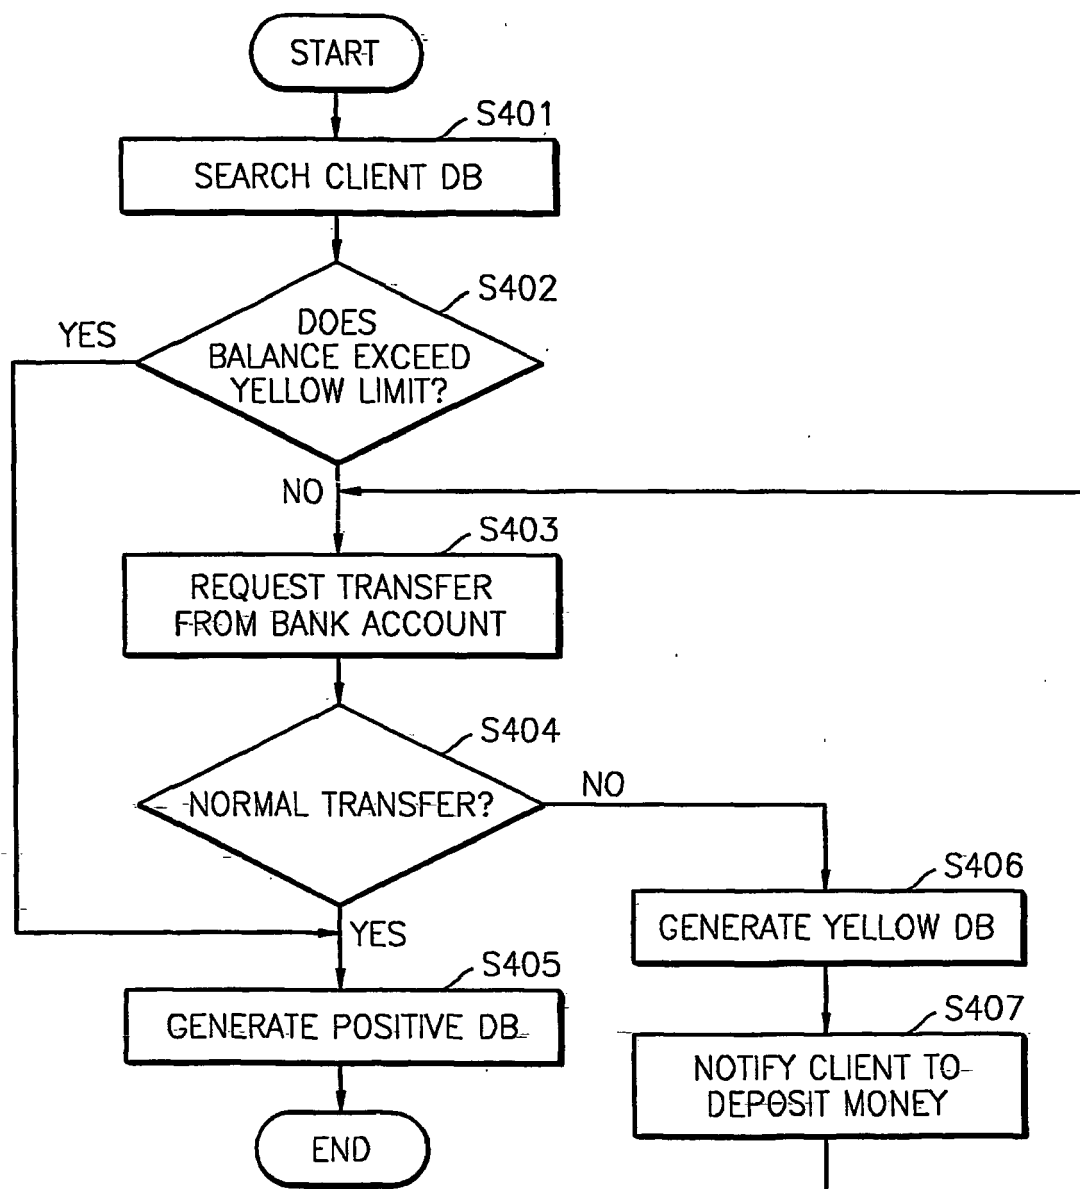 START
S401
SEARCH CLIENT DB
S402
YES
DOES
BALANCE EXCEED
YELLOW LIMIT?
NO
S403
REQUEST TRANSFER
FROM BANK ACCOUNT
S404
NORMAL TRANSFER?
NO
YES
S405
GENERATE POSITIVE DB
END
S406
GENERATE YELLOW DB
S407
NOTIFY CLIENT TO
DEPOSIT MONEY